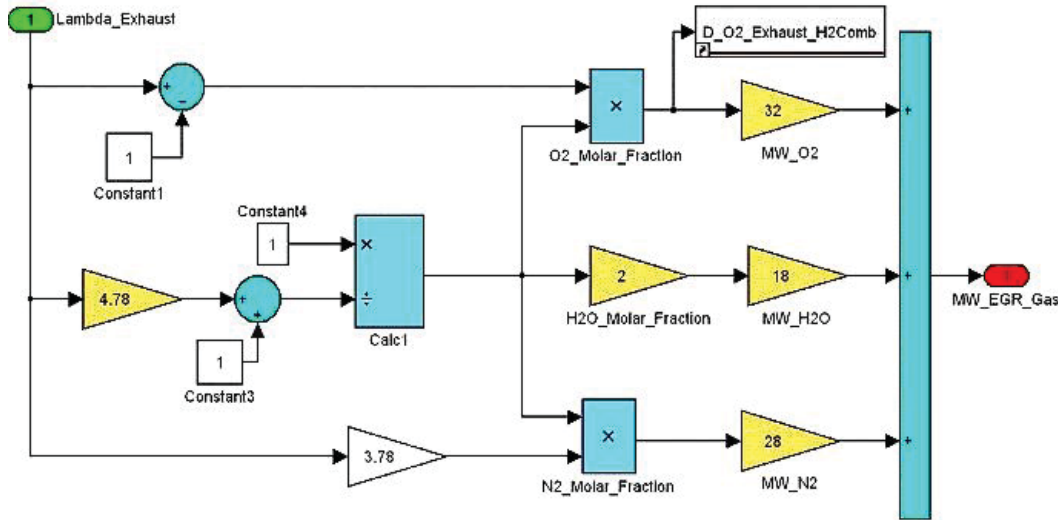 1
Lambda_Exhaust
D_O2_Exhaust_H2Comb
+
−
×
32
+
1
O2_Molar_Fraction
MW_O2
Constant1
Constant4
1
×
2
18
+
4.78
+
+
÷
H2O_Molar_Fraction
MW_H2O
MW_EGR_Gas
1
Calc1
Constant3
3.78
×
28
+
N2_Molar_Fraction
MW_N2